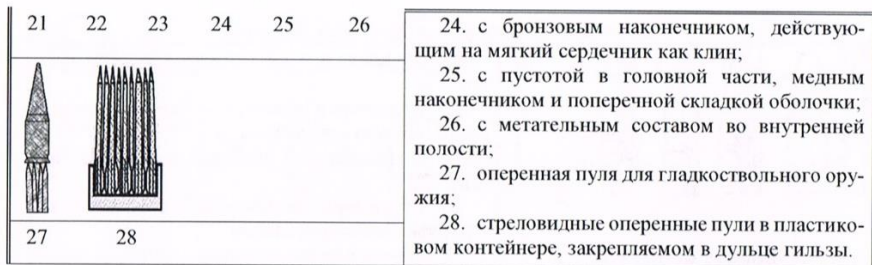 21 22 23 24 25 26
27 28
24. с бронзовым наконечником, действую-
щим на мягкий сердечник как клин;
25. с пустотой в головной части, медным
наконечником и поперечной складкой оболочки;
26. с метательным составом во внутренней
полости;
27. оперенная пуля для гладкоствольного ору-
жия;
28. стреловидные оперенные пули в пластико-
вом контейнере, закрепляемом в дульце гильзы.